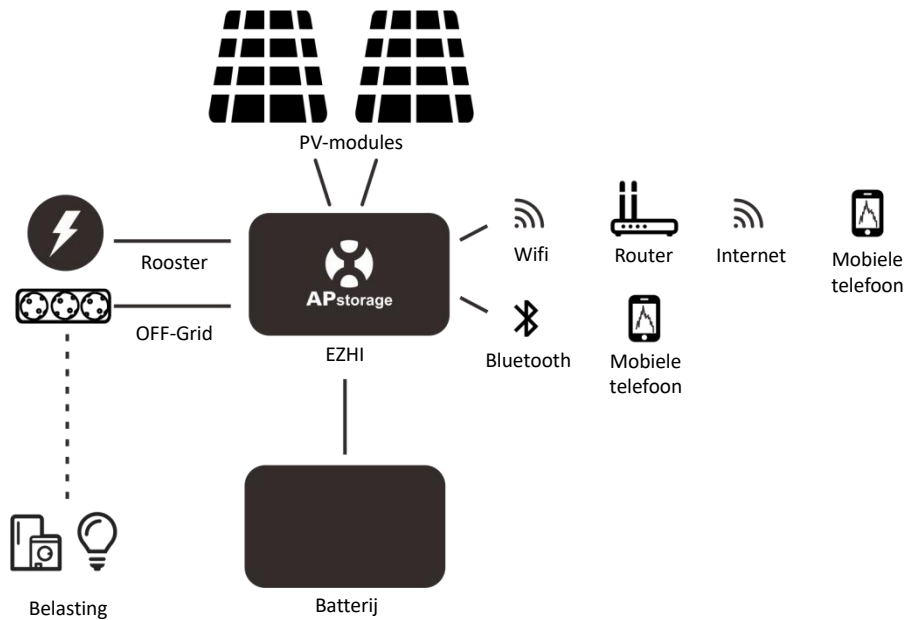 PV-modules
Rooster
APstorage
Wifi
Router
Internet
Mobiele
telefoon
OFF-Grid
EZHI
Bluetooth
Mobiele
telefoon
Belasting
Batterij